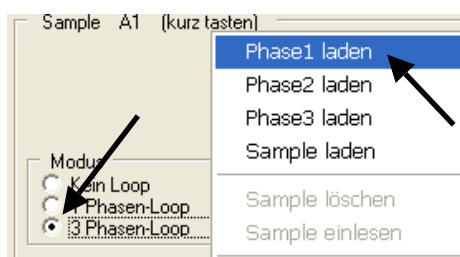 Sample A1 (kurz tasten)
Phase1 laden
Phase2 laden
Phase3 laden
Sample laden
Sample löschen
Sample einlesen
Modus
Kein Loop
1 Phasen-Loop
3 Phasen-Loop